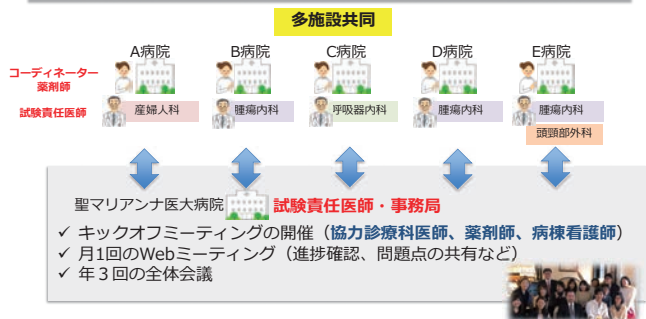 多施設共同
A病院 B病院 C病院 D病院 E病院
コーディネーター
薬剤師
試験責任医師 産婦人科 腫瘍内科 呼吸器内科 腫瘍内科 腫瘍内科
頭頸部外科
聖マリアンナ医大病院 試験責任医師・事務局
✓ キックオフミーティングの開催（協力診療科医師、薬剤師、病棟看護師）
✓ 月1回のWebミーティング（進捗確認、問題点の共有など）
✓ 年３回の全体会議